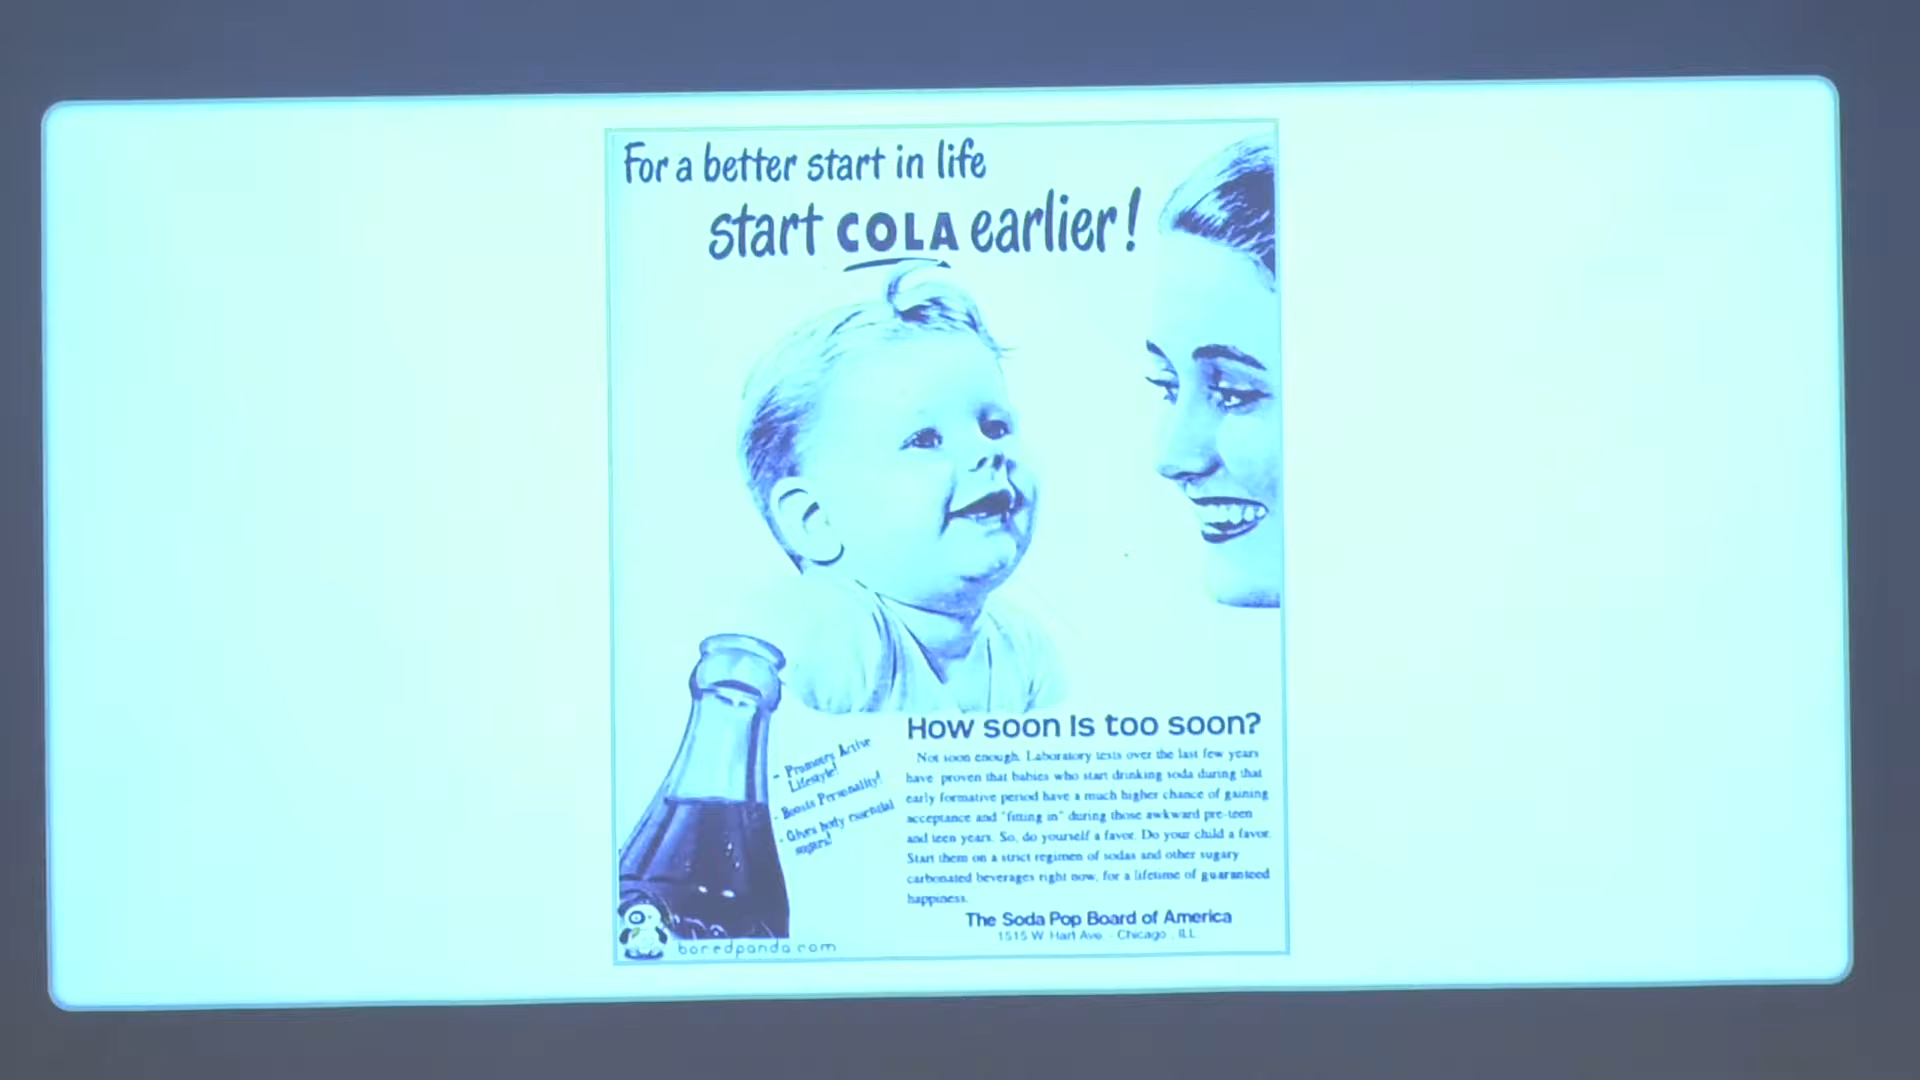 For a better start in life
start COLA earlier!
How soon is too soon?
- Promotes Active
Lifestyle!
- Boosts Personality!
- Gives body essential
sugars!
Not soon enough. Laboratory tests over the last few years
have proven that babies who start drinking soda during that
early formative period have a much higher chance of gaining
acceptance and "fitting in" during those awkward pre-teen
and teen years. So, do yourself a favor. Do your child a favor.
Start them on a strict regimen of sodas and other sugary
carbonated beverages right now, for a lifetime of guaranteed
happiness.
The Soda Pop Board of America
1515 W. Hart Ave. - Chicago, ILL.
boredpanda.com